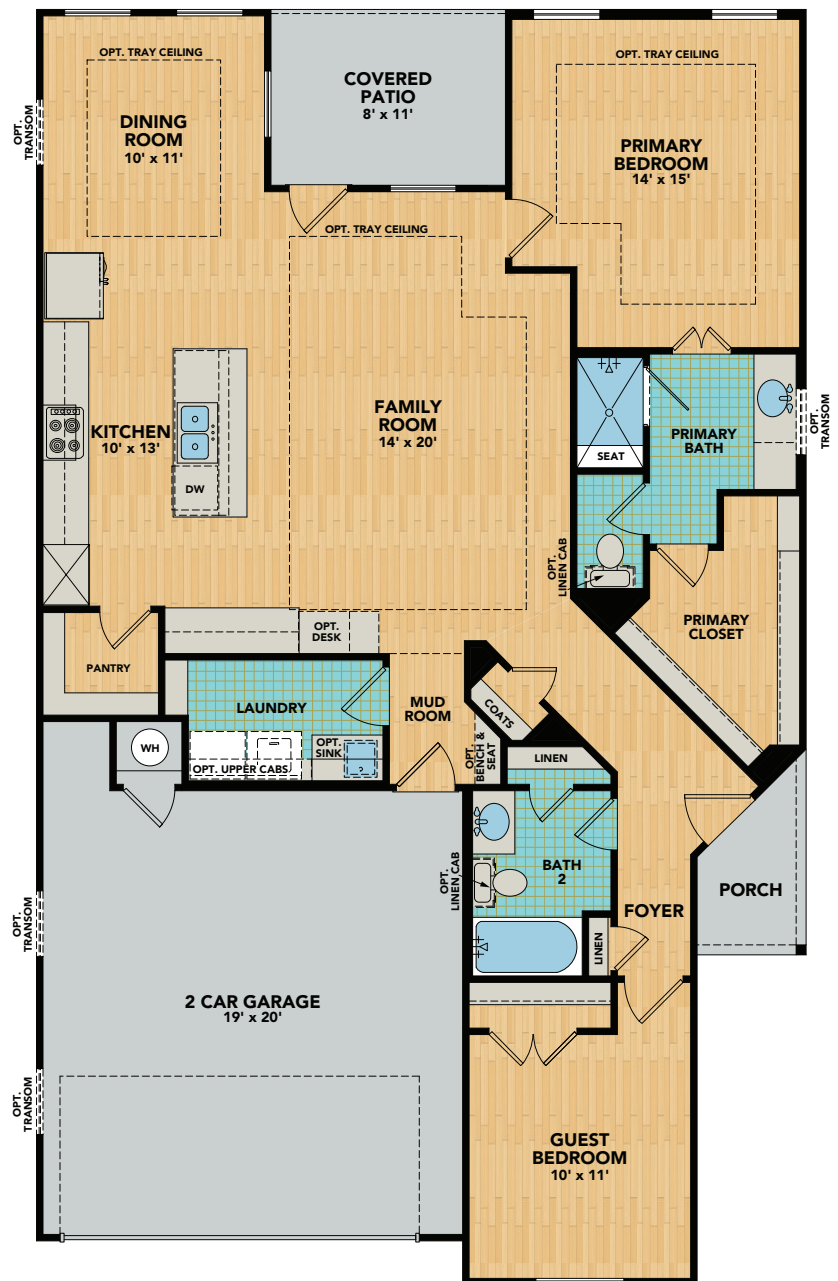 OPT. TRAY CEILING
DINING
ROOM
10' x 11'
OPT.
TRANSOM
COVERED
PATIO
8' x 11'
OPT. TRAY CEILING
PRIMARY
BEDROOM
14' x 15'
OPT. TRAY CEILING
FAMILY
ROOM
14' x 20'
KITCHEN
10' x 13'
DW
SEAT
PRIMARY
BATH
OPT.
TRANSOM
OPT.
LINEN CAB
PRIMARY
CLOSET
OPT.
DESK
PANTRY
LAUNDRY
OPT.
SINK
OPT. UPPER CABS
MUD
ROOM
COATS
OPT.
BENCH &
SEAT
LINEN
WH
BATH
2
OPT.
LINEN CAB
LINEN
FOYER
PORCH
OPT.
TRANSOM
2 CAR GARAGE
19' x 20'
OPT.
TRANSOM
GUEST
BEDROOM
10' x 11'